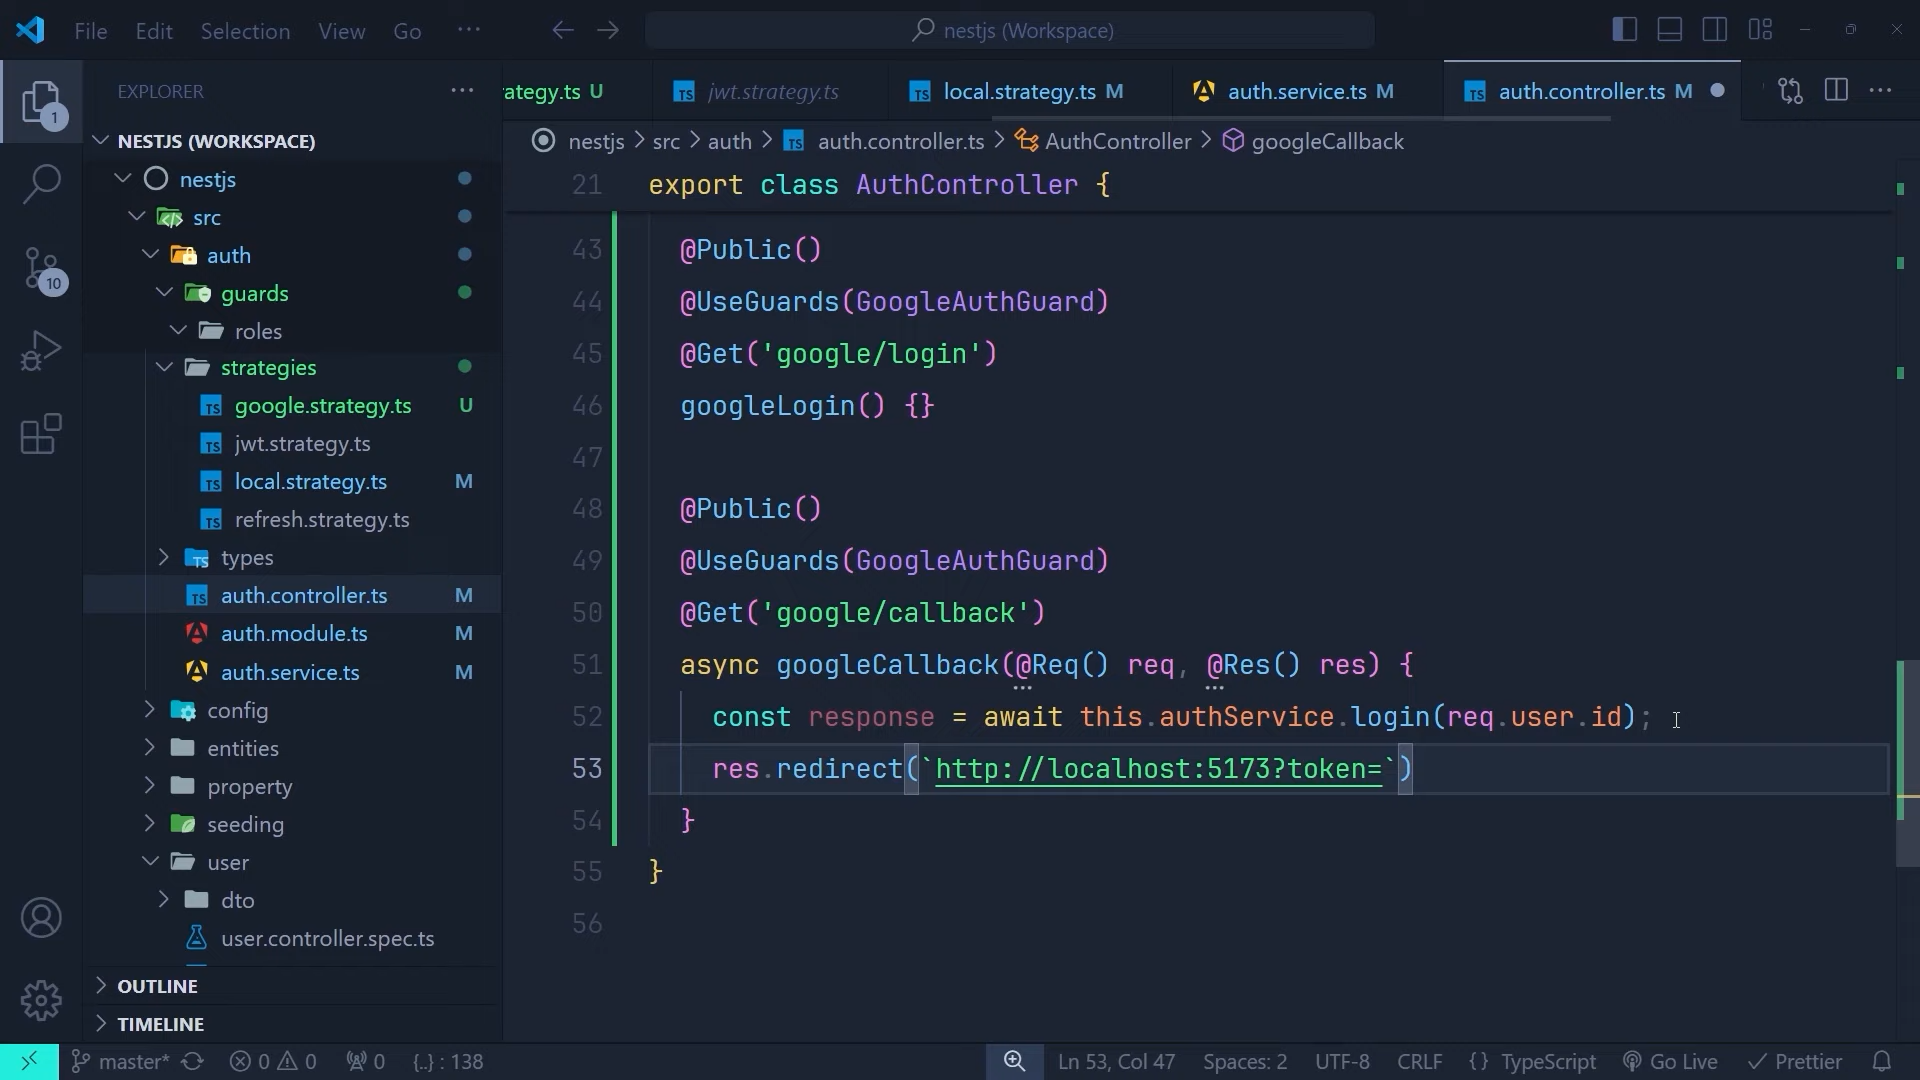 File Edit Selection View Go ··· nestjs (Workspace)
EXPLORER ···
rategy.ts U jwt.strategy.ts local.strategy.ts M auth.service.ts M auth.controller.ts M ···
NESTJS (WORKSPACE)
nestjs > src > auth > auth.controller.ts > AuthController > googleCallback
nestjs
src
auth
guards
roles
strategies
google.strategy.ts U
jwt.strategy.ts
local.strategy.ts M
refresh.strategy.ts
types
auth.controller.ts M
auth.module.ts M
auth.service.ts M
config
entities
property
seeding
user
dto
user.controller.spec.ts
OUTLINE
TIMELINE
1
10
21 export class AuthController {
43 @Public()
44 @UseGuards(GoogleAuthGuard)
45 @Get('google/login')
46 googleLogin() {}
47
48 @Public()
49 @UseGuards(GoogleAuthGuard)
50 @Get('google/callback')
51 async googleCallback(@Req() req, @Res() res) {
52 const response = await this.authService.login(req.user.id);
53 res.redirect(`http://localhost:5173?token=`)
54 }
55 }
56
master* 0 0 0 {..} : 138 Ln 53, Col 47 Spaces: 2 UTF-8 CRLF {} TypeScript Go Live Prettier